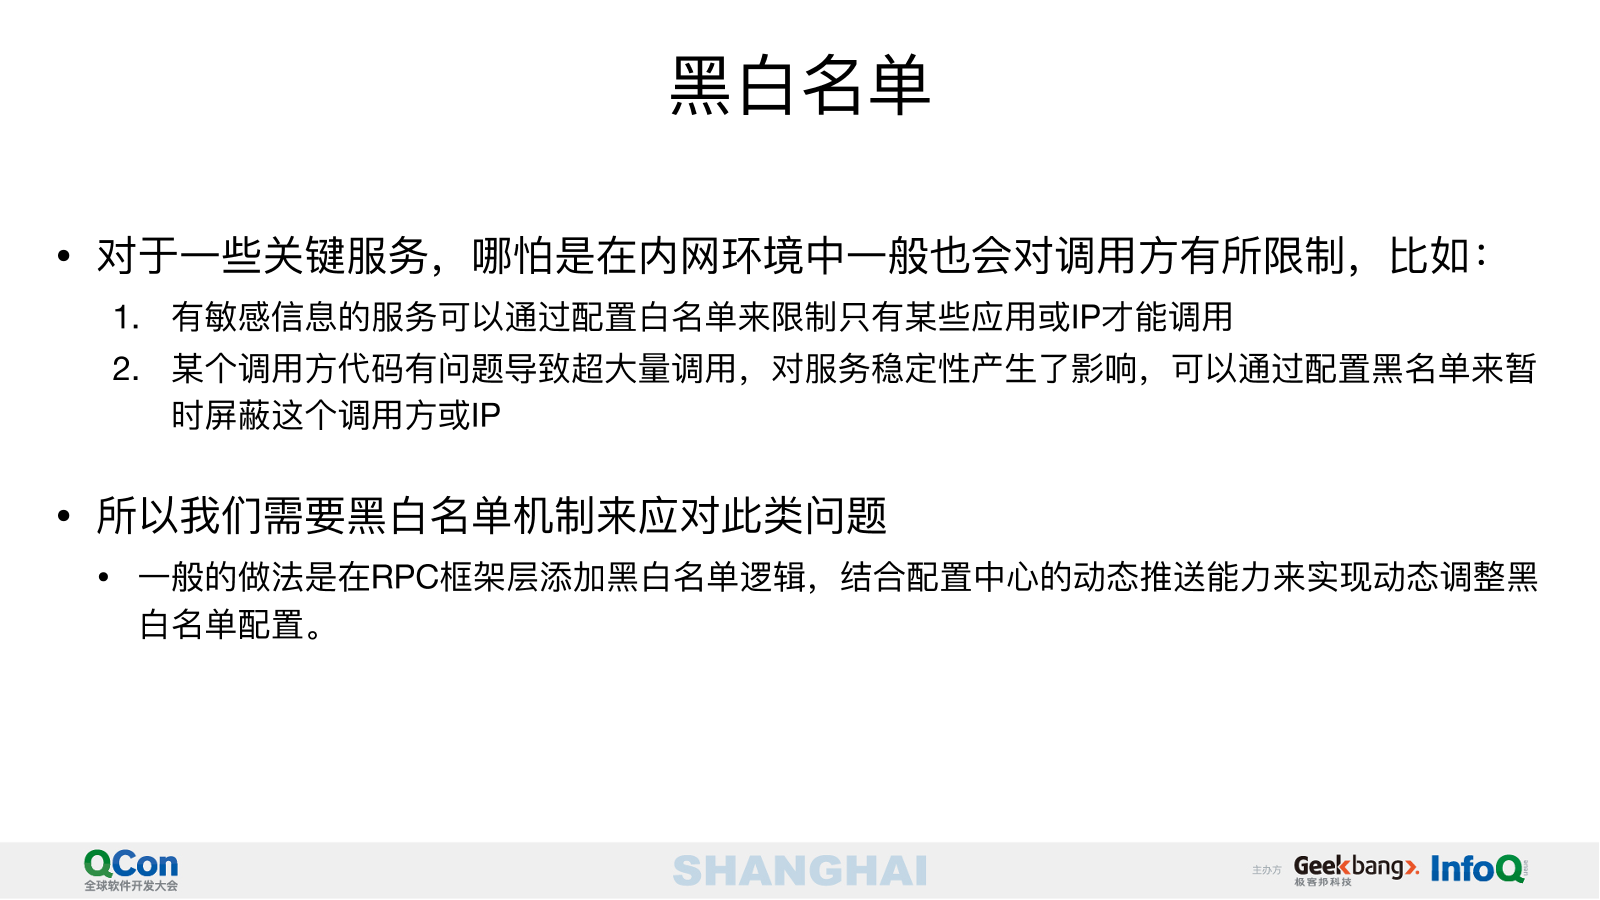 黑白名单
• 对于一些关键服务，哪怕是在内网环境中一般也会对调用方有所限制，比如：
1. 有敏感信息的服务可以通过配置白名单来限制只有某些应用或IP才能调用
2. 某个调用方代码有问题导致超大量调用，对服务稳定性产生了影响，可以通过配置黑名单来暂
时屏蔽这个调用方或IP
• 所以我们需要黑白名单机制来应对此类问题
• 一般的做法是在RPC框架层添加黑白名单逻辑，结合配置中心的动态推送能力来实现动态调整黑
白名单配置。
QCon
全球软件开发大会
SHANGHAI
主办方
Geekbang>.
极客邦科技
InfoQ